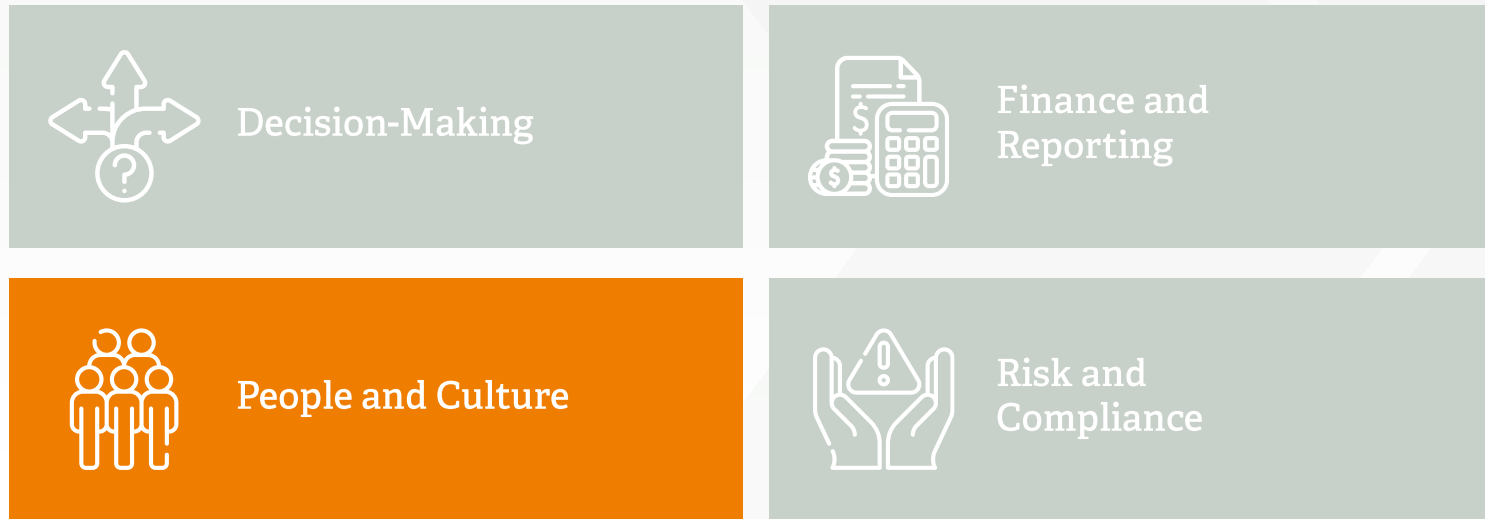 Decision-Making
Finance and
Reporting
People and Culture
Risk and
Compliance